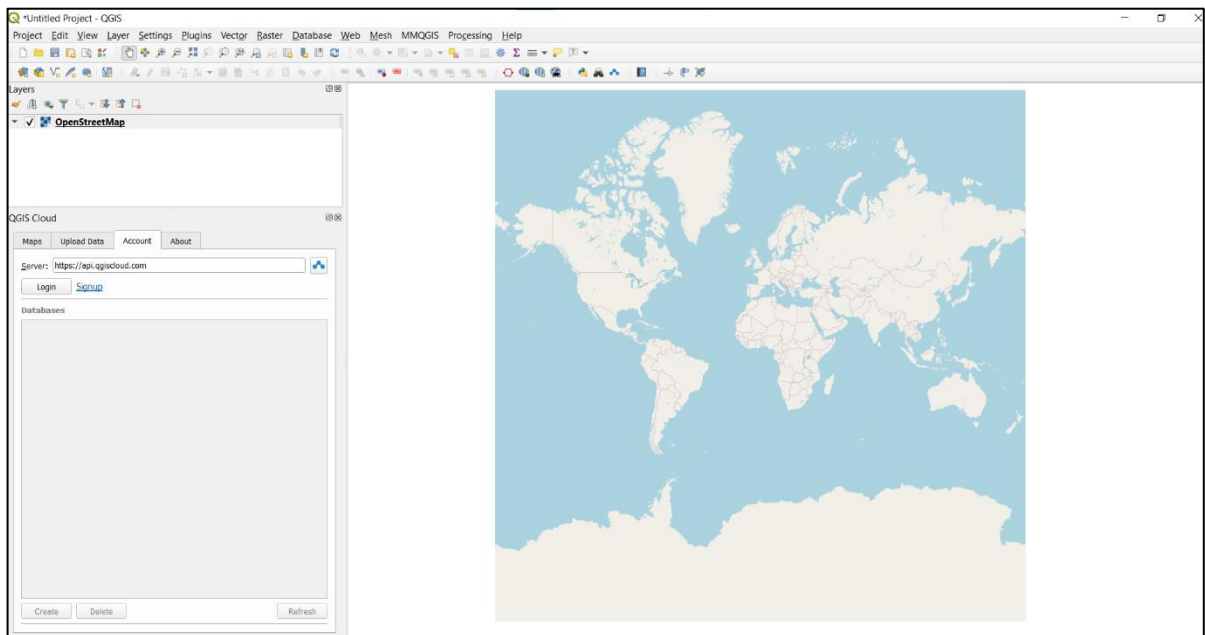 *Untitled Project - QGIS
Project Edit View Layer Settings Plugins Vector Raster Database Web Mesh MMQGIS Processing Help
Layers
OpenStreetMap
QGIS Cloud
Maps Upload Data Account About
Server: https://api.qgiscloud.com
Login Signup
Databases
Create Delete Refresh